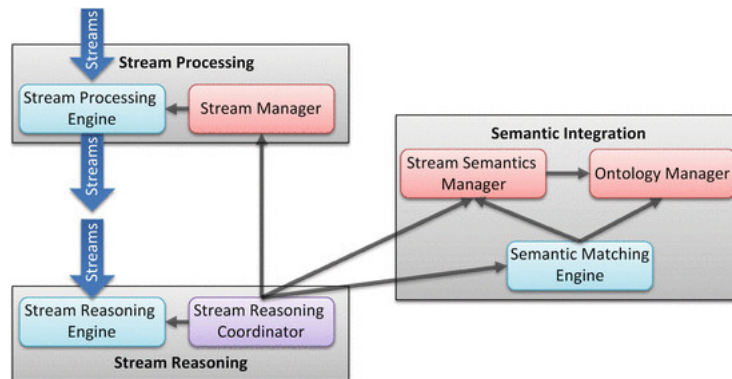 Streams
Stream Processing
Stream Processing
Engine
Stream Manager
Streams
Semantic Integration
Stream Semantics
Manager
Ontology Manager
Semantic Matching
Engine
Streams
Stream Reasoning
Engine
Stream Reasoning
Coordinator
Stream Reasoning